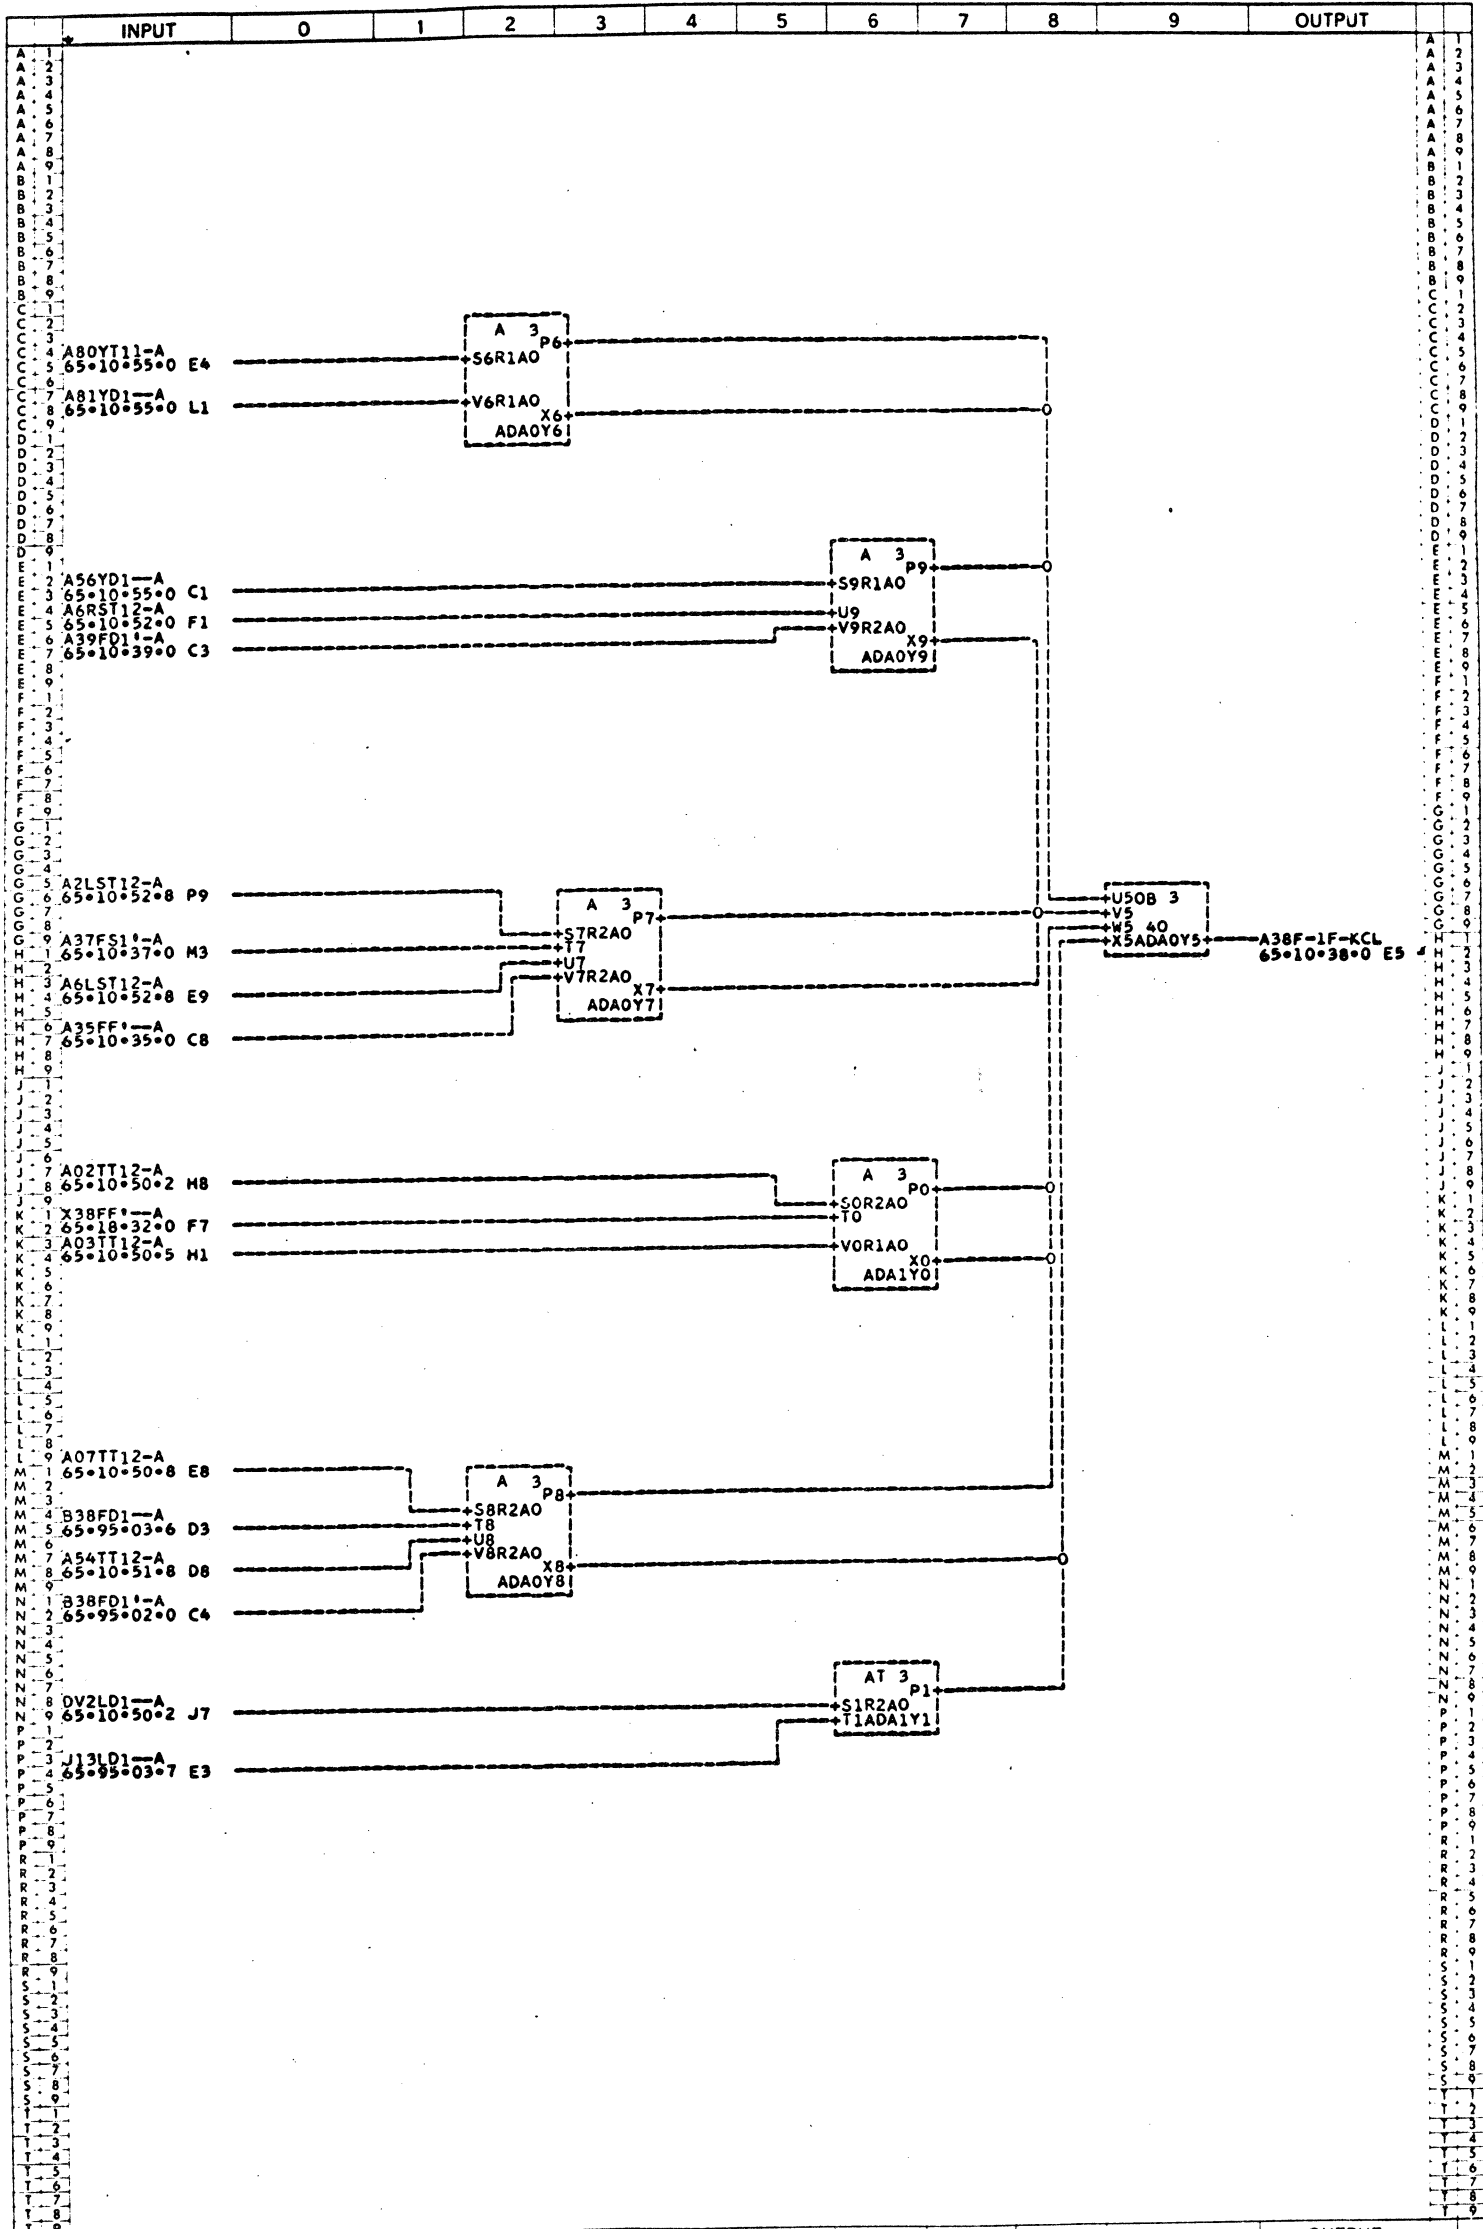 INPUT 0 1 2 3 4 5 6 7 8 9 OUTPUT
A 3
P6
A80YT11-A
65•10•55•0 E4
S6R1A0
A81YD1--A
65•10•55•0 L1
V6R1A0
X6
ADA0Y6
A 3
P9
A56YD1--A
65•10•55•0 C1
S9R1A0
A6RST12-A
65•10•52•0 F1
U9
A39FD1'-A
65•10•39•0 C3
V9R2A0
X9
ADA0Y9
A2LST12-A
65•10•52•8 P9
A 3
P7
S7R2A0
A37FS1'-A
65•10•37•0 M3
T7
U7
V7R2A0
A6LST12-A
65•10•52•8 E9
X7
ADA0Y7
A35FF'--A
65•10•35•0 C8
U5OB 3
V5
W5 4O
X5ADA0Y5
A38F-1F-KCL
65•10•38•0 E5
A02TT12-A
65•10•50•2 H8
A 3
P0
S0R2A0
X38FF'--A
65•18•32•0 F7
T0
A03TT12-A
65•10•50•5 H1
V0R1A0
X0
ADA1Y0
A07TT12-A
65•10•50•8 E8
A 3
P8
S8R2A0
B38FD1--A
65•95•03•6 D3
T8
U8
V8R2A0
A54TT12-A
65•10•51•8 D8
X8
ADA0Y8
B38FD1'-A
65•95•02•0 C4
AT 3
P1
DV2LD1--A
65•10•50•2 J7
S1R2A0
T1ADA1Y1
J13LD1--A
65•95•03•7 E3